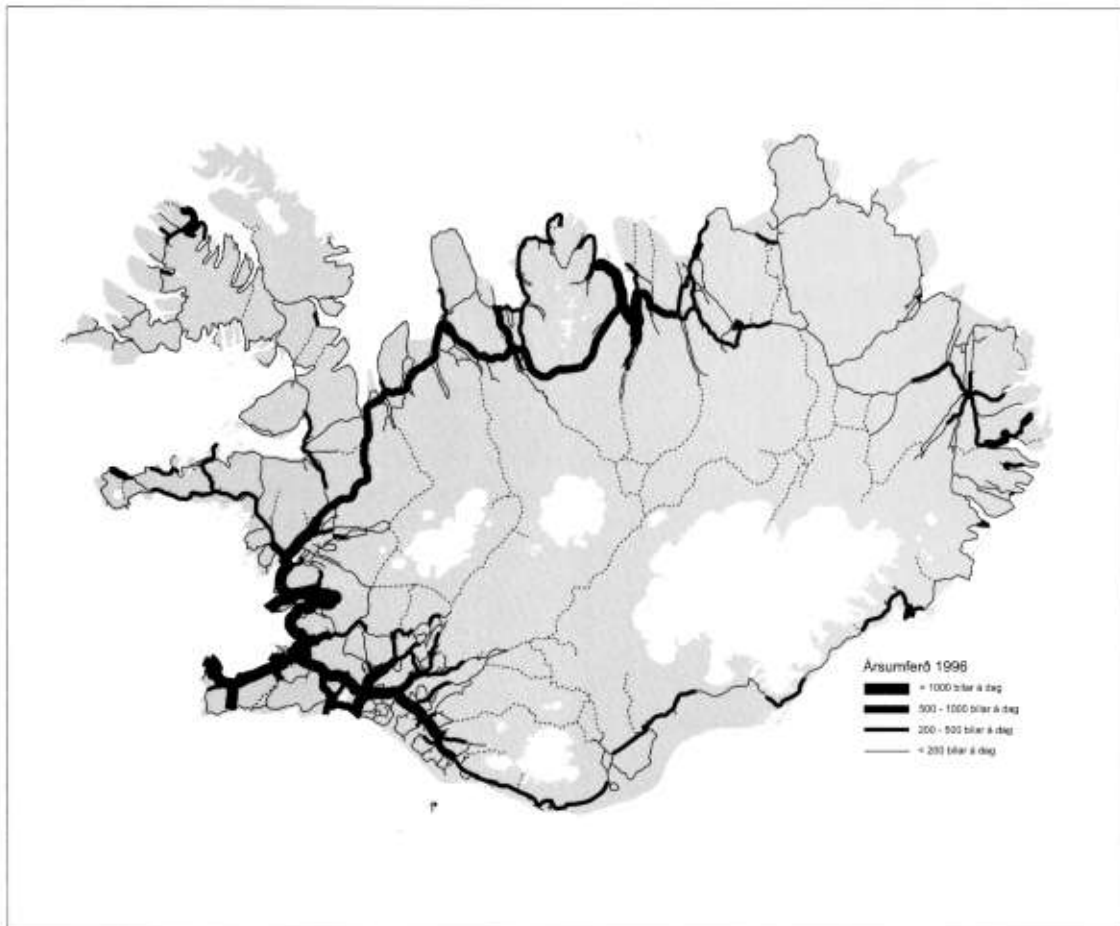 Ársumferð 1996
> 1000 bílar á dag
500 - 1000 bílar á dag
200 - 500 bílar á dag
< 200 bílar á dag